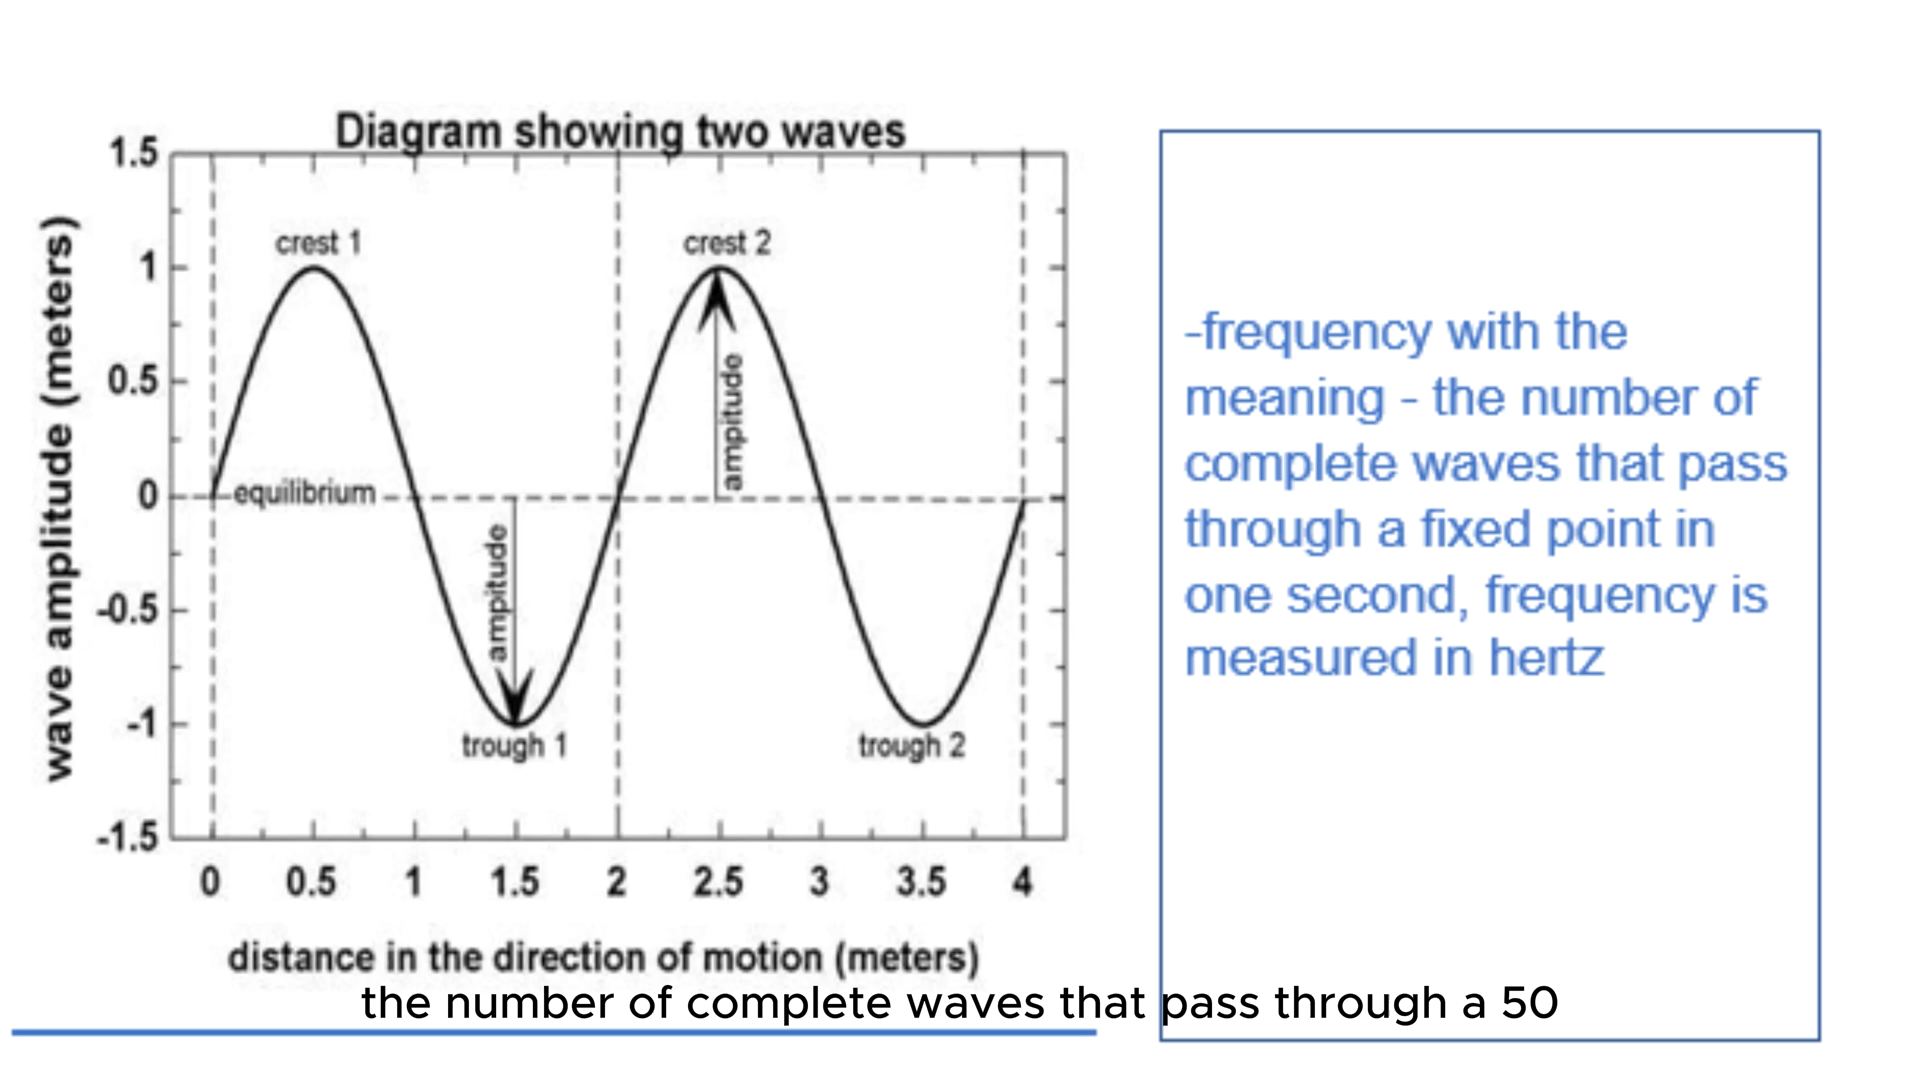 Diagram showing two waves
1.5
1
0.5
0
-0.5
-1
-1.5
wave amplitude (meters)
crest 1
crest 2
ampitude
equilibrium
ampitude
trough 1
trough 2
0 0.5 1 1.5 2 2.5 3 3.5 4
distance in the direction of motion (meters)
-frequency with the
meaning - the number of
complete waves that pass
through a fixed point in
one second, frequency is
measured in hertz
the number of complete waves that pass through a 50